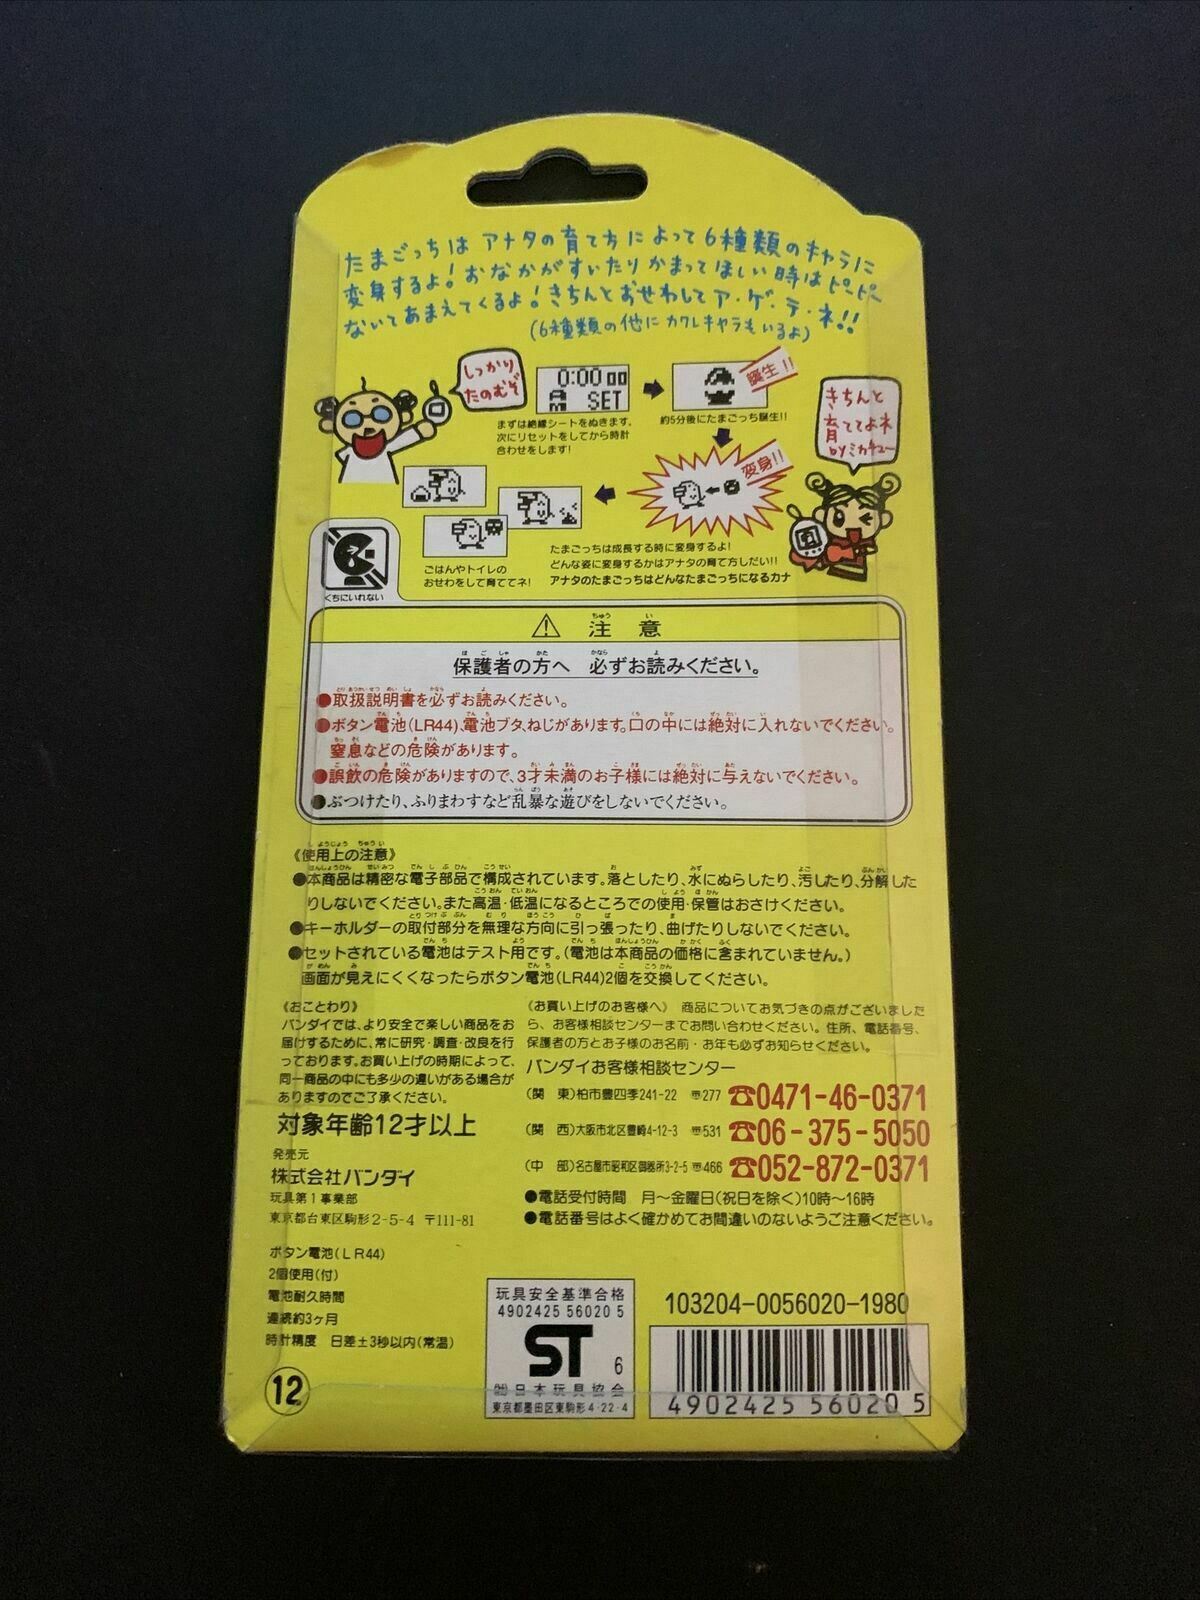 たまごっちは アナタの育て方によって6種類のキャラに
変身するよ!おなかがすいたり かまってほしい時はピーピー
ないてあまえてくるよ!きちんとおせわしてア・ゲ・テ・ネ!!
(6種類の他にカクレキャラもいるよ)
しっかり
たのむぞ
0:00 00
AM SET
まずは絶縁シートをぬきます。
次にリセットをしてから時計
合わせをします!
誕生!!
約5分後にたまごっち誕生!!
きちんと
育ててよネ
byミカチュー
変身!!
ごはんやトイレの
おせわをして育ててネ!
たまごっちは成長する時に変身するよ!
どんな姿に変身するかはアナタの育て方しだい!!
アナタのたまごっちはどんなたまごっちになるカナ
くちにいれない
⚠ 注意
保護者の方へ 必ずお読みください。
●取扱説明書を必ずお読みください。
●ボタン電池(LR44)、電池ブタ、ねじがあります。口の中には絶対に入れないでください。
窒息などの危険があります。
●誤飲の危険がありますので、3才未満のお子様には絶対に与えないでください。
●ぶつけたり、ふりまわすなど乱暴な遊びをしないでください。
《使用上の注意》
●本商品は精密な電子部品で構成されています。落としたり、水にぬらしたり、汚したり、分解した
りしないでください。また高温・低温になるところでの使用・保管はおさけください。
●キーホルダーの取付部分を無理な方向に引っ張ったり、曲げたりしないでください。
●セットされている電池はテスト用です。(電池は本商品の価格に含まれていません。)
画面が見えにくくなったらボタン電池(LR44)2個を交換してください。
《おことわり》
バンダイでは、より安全で楽しい商品をお
届けするために、常に研究・調査・改良を行
っております。お買い上げの時期によって、
同一商品の中にも多少の違いがある場合が
ありますのでご了承ください。
対象年齢12才以上
発売元
株式会社バンダイ
玩具第1事業部
東京都台東区駒形2-5-4 〒111-81
《お買い上げのお客様へ》 商品についてお気づきの点がございました
ら、お客様相談センターまでお問い合わせください。住所、電話番号、
保護者の方とお子様のお名前・お年も必ずお知らせください。
バンダイお客様相談センター
(関 東)柏市豊四季241-22 〒277 ☎0471-46-0371
(関 西)大阪市北区豊崎4-12-3 〒531 ☎06-375-5050
(中 部)名古屋市昭和区御器所3-2-5 〒466 ☎052-872-0371
●電話受付時間 月〜金曜日(祝日を除く)10時〜16時
●電話番号はよく確かめてお間違いのないようご注意ください。
ボタン電池(LR44)
2個使用(付)
電池耐久時間
連続約3ヶ月
時計精度 日差±3秒以内(常温)
12
玩具安全基準合格
4902425 56020 5
ST 6
㈳日本玩具協会
東京都墨田区東駒形4-22-4
103204-0056020-1980
4902425 56020 5